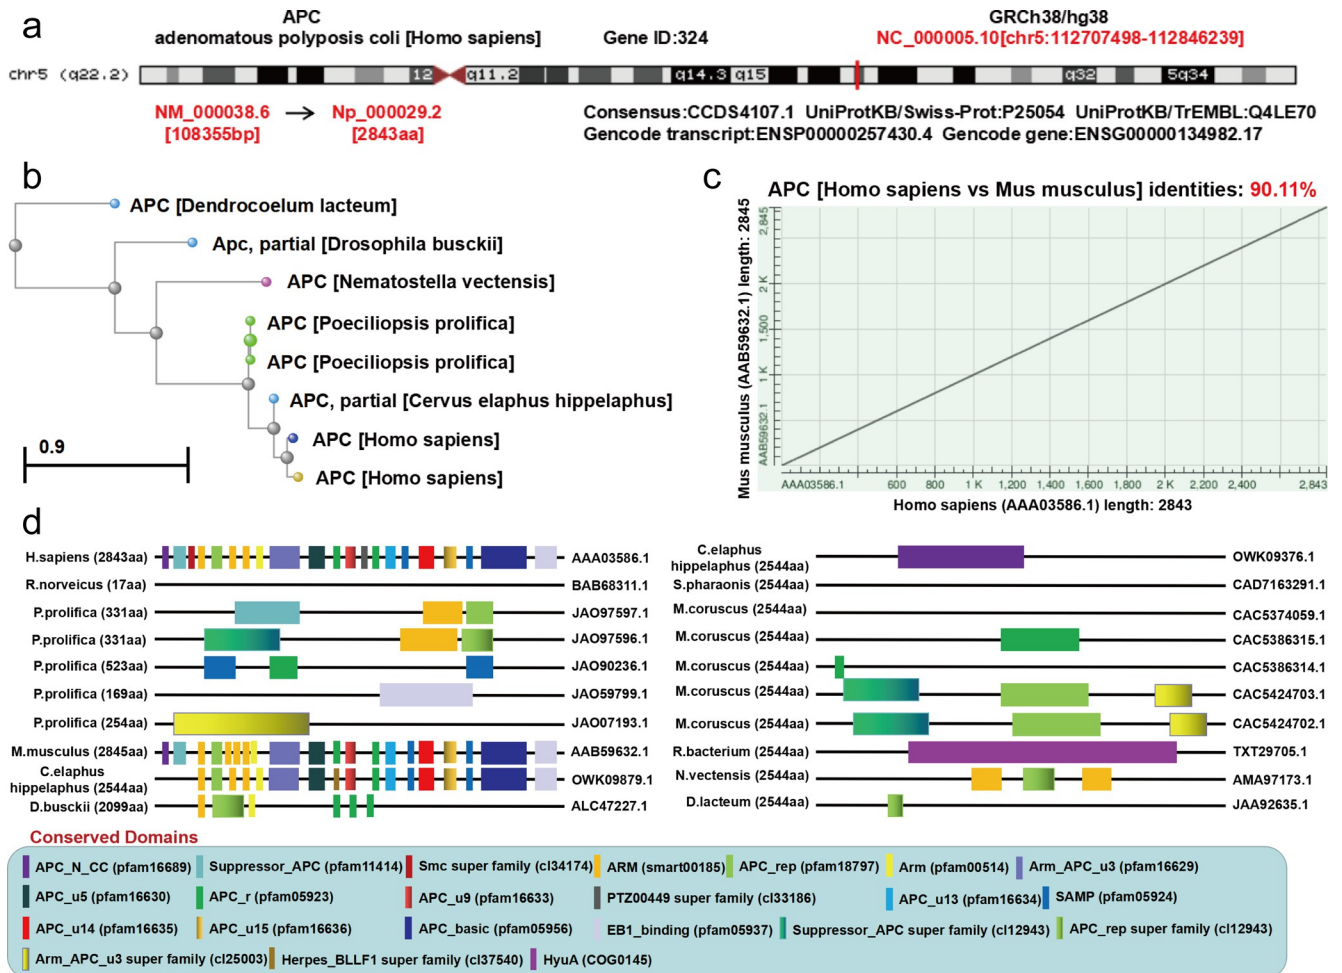 a
APC
adenomatous polyposis coli [Homo sapiens]
Gene ID:324
GRCh38/hg38
NC_000005.10[chr5:112707498-112846239]
chr5 (q22.2)
12
q11.2
q14.3
q15
q32
5q34
NM_000038.6
[108355bp]
Np_000029.2
[2843aa]
Consensus:CCDS4107.1 UniProtKB/Swiss-Prot:P25054 UniProtKB/TrEMBL:Q4LE70
Gencode transcript:ENSP00000257430.4 Gencode gene:ENSG00000134982.17
b
APC [Dendrocoelum lacteum]
Apc, partial [Drosophila busckii]
APC [Nematostella vectensis]
APC [Poeciliopsis prolifica]
APC [Poeciliopsis prolifica]
APC, partial [Cervus elaphus hippelaphus]
APC [Homo sapiens]
APC [Homo sapiens]
0.9
c
APC [Homo sapiens vs Mus musculus] identities: 90.11%
Mus musculus (AAB59632.1) length: 2845
2,845
2 K
1,500
1 K
AAB59632.1
AAA03586.1
600
800
1 K
1,200
1,400
1,600
1,800
2 K
2,200
2,400
2,843
Homo sapiens (AAA03586.1) length: 2843
d
H.sapiens (2843aa)
AAA03586.1
R.norveicus (17aa)
BAB68311.1
P.prolifica (331aa)
JAO97597.1
P.prolifica (331aa)
JAO97596.1
P.prolifica (523aa)
JAO90236.1
P.prolifica (169aa)
JAO59799.1
P.prolifica (254aa)
JAO07193.1
M.musculus (2845aa)
AAB59632.1
C.elaphus
hippelaphus (2544aa)
OWK09879.1
D.busckii (2099aa)
ALC47227.1
C.elaphus
hippelaphus (2544aa)
OWK09376.1
S.pharaonis (2544aa)
CAD7163291.1
M.coruscus (2544aa)
CAC5374059.1
M.coruscus (2544aa)
CAC5386315.1
M.coruscus (2544aa)
CAC5386314.1
M.coruscus (2544aa)
CAC5424703.1
M.coruscus (2544aa)
CAC5424702.1
R.bacterium (2544aa)
TXT29705.1
N.vectensis (2544aa)
AMA97173.1
D.lacteum (2544aa)
JAA92635.1
Conserved Domains
APC_N_CC (pfam16689)
Suppressor_APC (pfam11414)
Smc super family (cl34174)
ARM (smart00185)
APC_rep (pfam18797)
Arm (pfam00514)
Arm_APC_u3 (pfam16629)
APC_u5 (pfam16630)
APC_r (pfam05923)
APC_u9 (pfam16633)
PTZ00449 super family (cl33186)
APC_u13 (pfam16634)
SAMP (pfam05924)
APC_u14 (pfam16635)
APC_u15 (pfam16636)
APC_basic (pfam05956)
EB1_binding (pfam05937)
Suppressor_APC super family (cl12943)
APC_rep super family (cl12943)
Arm_APC_u3 super family (cl25003)
Herpes_BLLF1 super family (cl37540)
HyuA (COG0145)